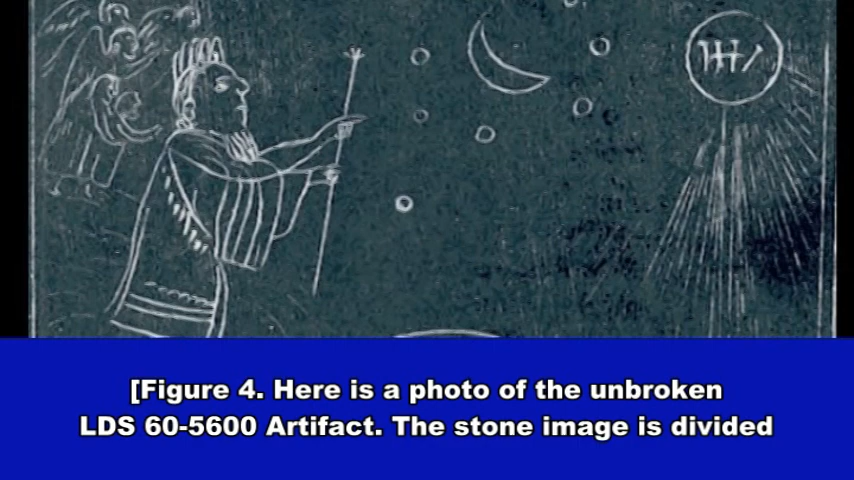 [Figure 4. Here is a photo of the unbroken
LDS 60-5600 Artifact. The stone image is divided